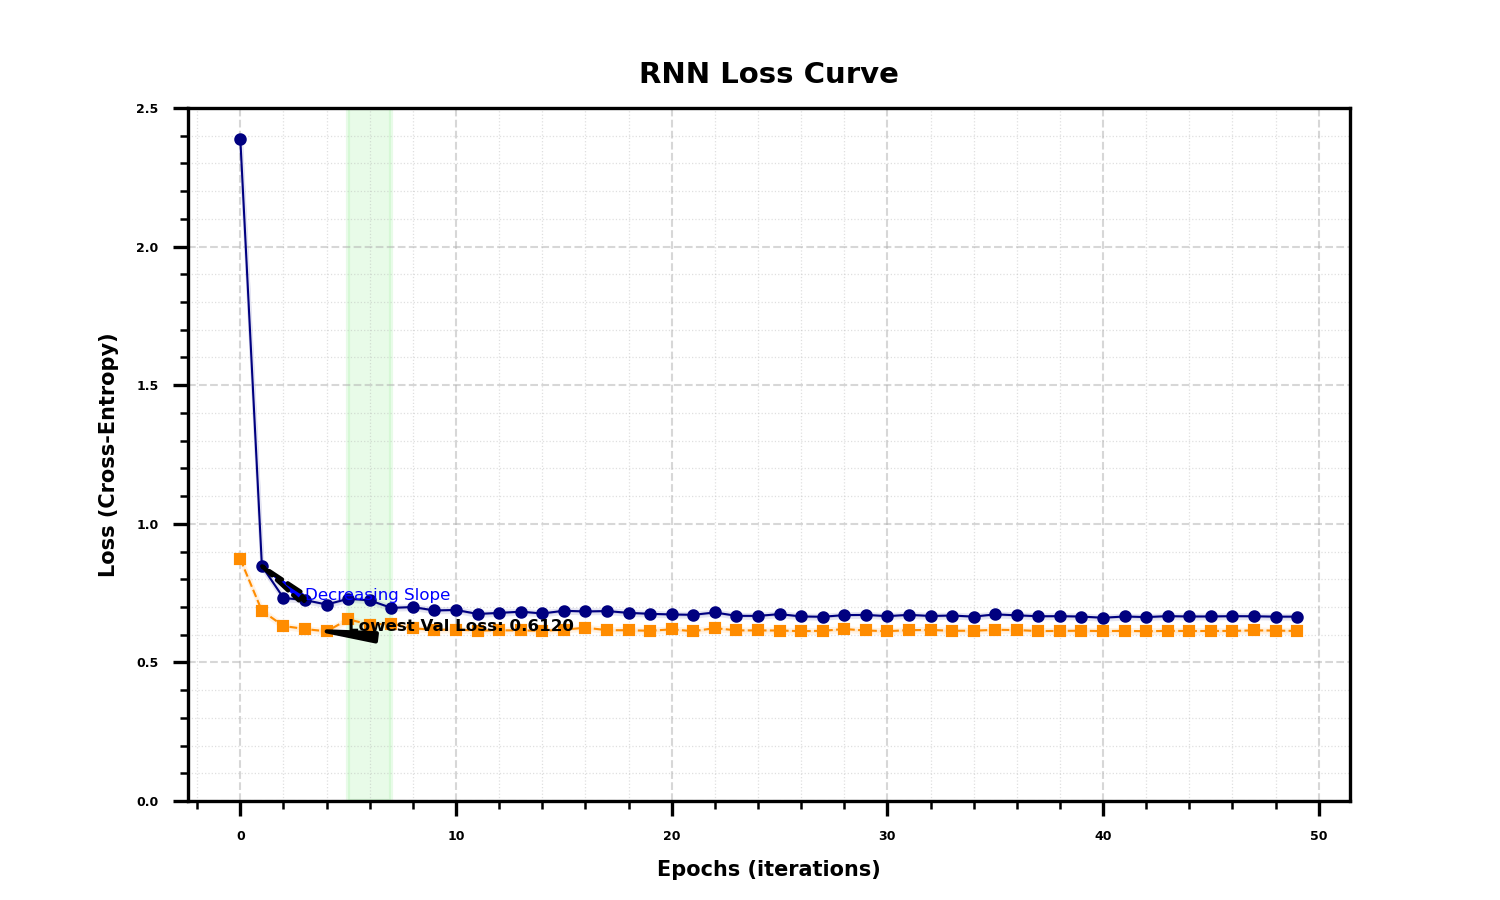 RNN Loss Curve
2.5
2.0
1.5
1.0
0.5
0.0
Loss (Cross-Entropy)
Decreasing Slope
Lowest Val Loss: 0.6120
0 10 20 30 40 50
Epochs (iterations)